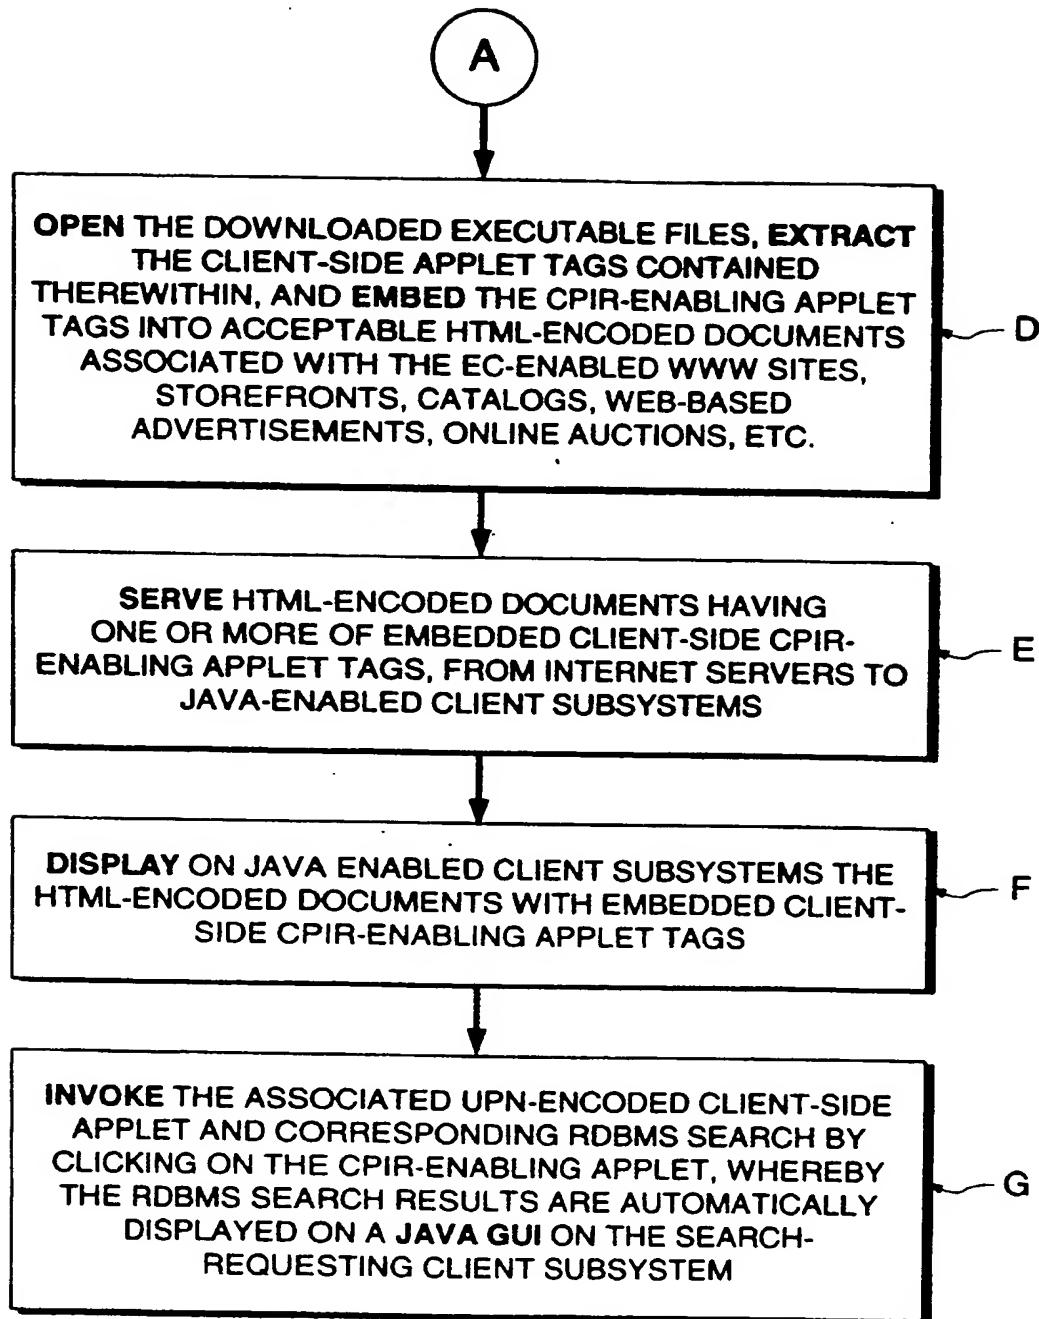 A
OPEN THE DOWNLOADED EXECUTABLE FILES, EXTRACT
THE CLIENT-SIDE APPLET TAGS CONTAINED
THEREWITHIN, AND EMBED THE CPIR-ENABLING APPLET
TAGS INTO ACCEPTABLE HTML-ENCODED DOCUMENTS
ASSOCIATED WITH THE EC-ENABLED WWW SITES,
STOREFRONTS, CATALOGS, WEB-BASED
ADVERTISEMENTS, ONLINE AUCTIONS, ETC.
D
SERVE HTML-ENCODED DOCUMENTS HAVING
ONE OR MORE OF EMBEDDED CLIENT-SIDE CPIR-
ENABLING APPLET TAGS, FROM INTERNET SERVERS TO
JAVA-ENABLED CLIENT SUBSYSTEMS
E
DISPLAY ON JAVA ENABLED CLIENT SUBSYSTEMS THE
HTML-ENCODED DOCUMENTS WITH EMBEDDED CLIENT-
SIDE CPIR-ENABLING APPLET TAGS
F
INVOKE THE ASSOCIATED UPN-ENCODED CLIENT-SIDE
APPLET AND CORRESPONDING RDBMS SEARCH BY
CLICKING ON THE CPIR-ENABLING APPLET, WHEREBY
THE RDBMS SEARCH RESULTS ARE AUTOMATICALLY
DISPLAYED ON A JAVA GUI ON THE SEARCH-
REQUESTING CLIENT SUBSYSTEM
G